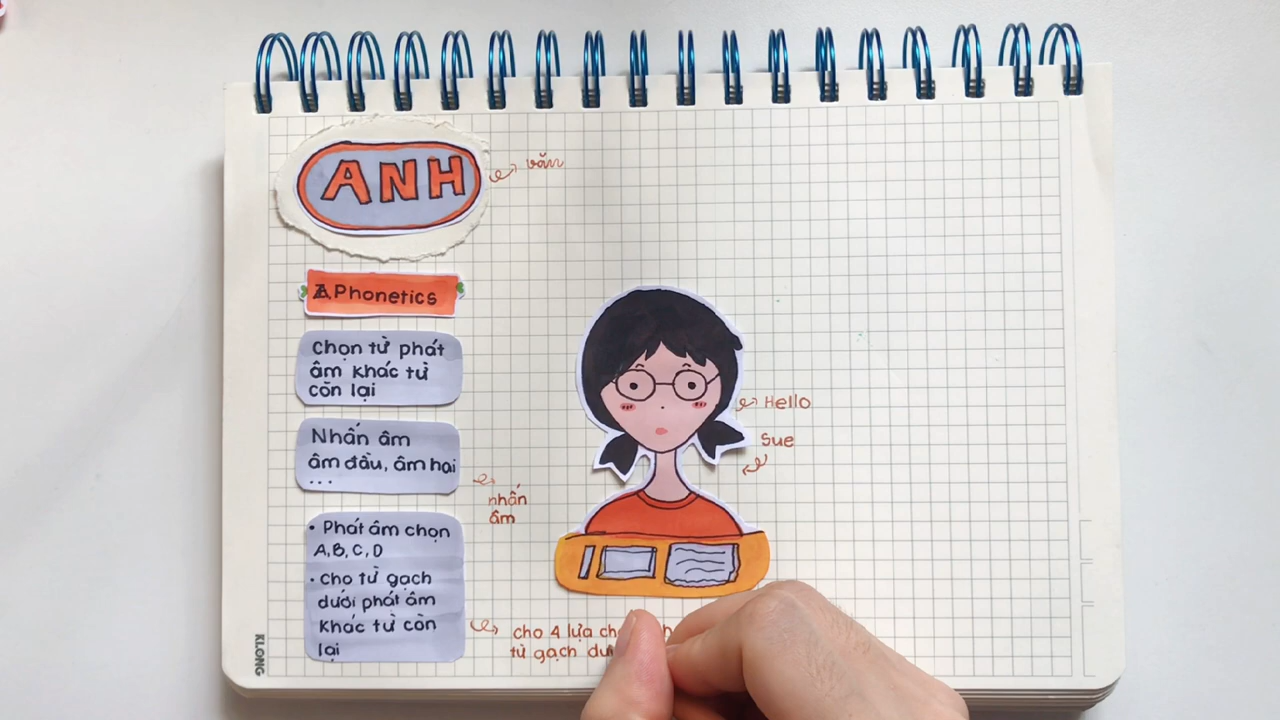 ANH
văn
A Phonetics
Chọn từ phát
âm khác từ
còn lại
Nhấn âm
âm đầu, âm hai
...
nhấn
âm
• Phát âm chọn
A, B, C, D
• Cho từ gạch
dưới phát âm
khác từ còn
lại
cho 4 lựa
từ gạch
Hello
Sue
KLONG